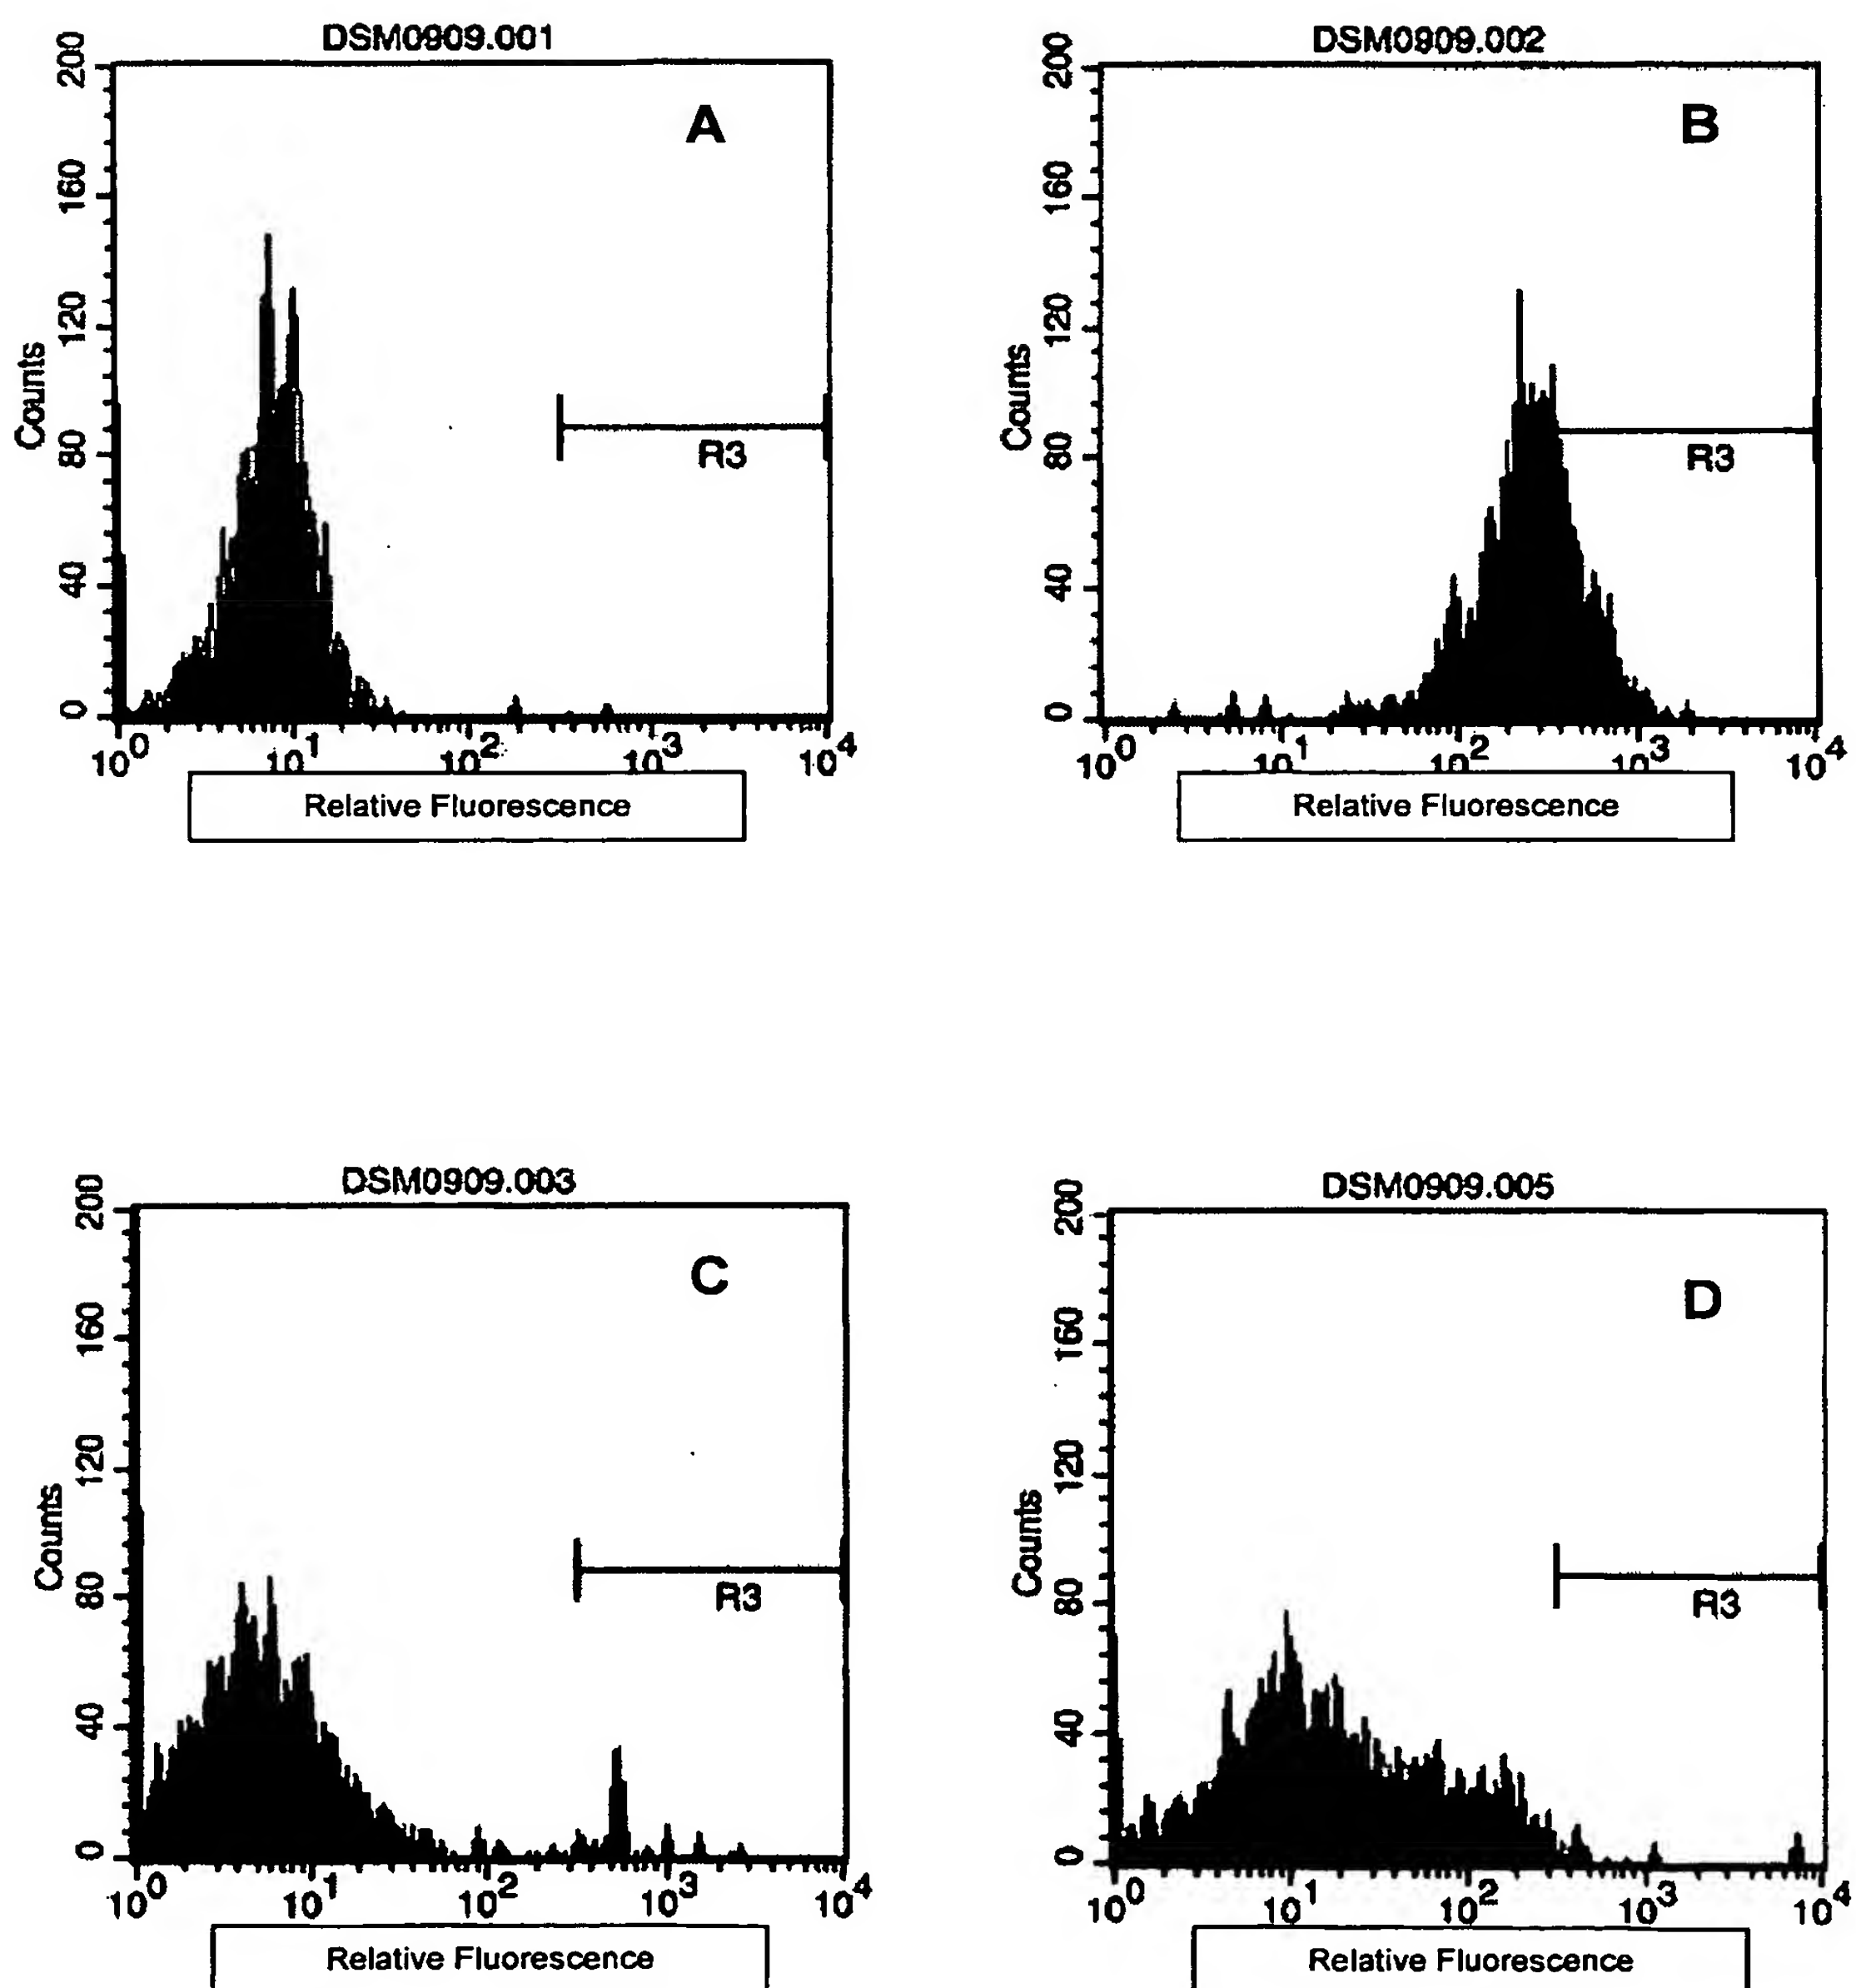 DSM0909.001
A
200
160
120
80
40
0
Counts
R3
10^0 10^1 10^2 10^3 10^4
Relative Fluorescence
DSM0909.002
B
200
160
120
80
40
0
Counts
R3
10^0 10^1 10^2 10^3 10^4
Relative Fluorescence
DSM0909.003
C
200
160
120
80
40
0
Counts
R3
10^0 10^1 10^2 10^3 10^4
Relative Fluorescence
DSM0909.005
D
200
160
120
80
40
0
Counts
R3
10^0 10^1 10^2 10^3 10^4
Relative Fluorescence